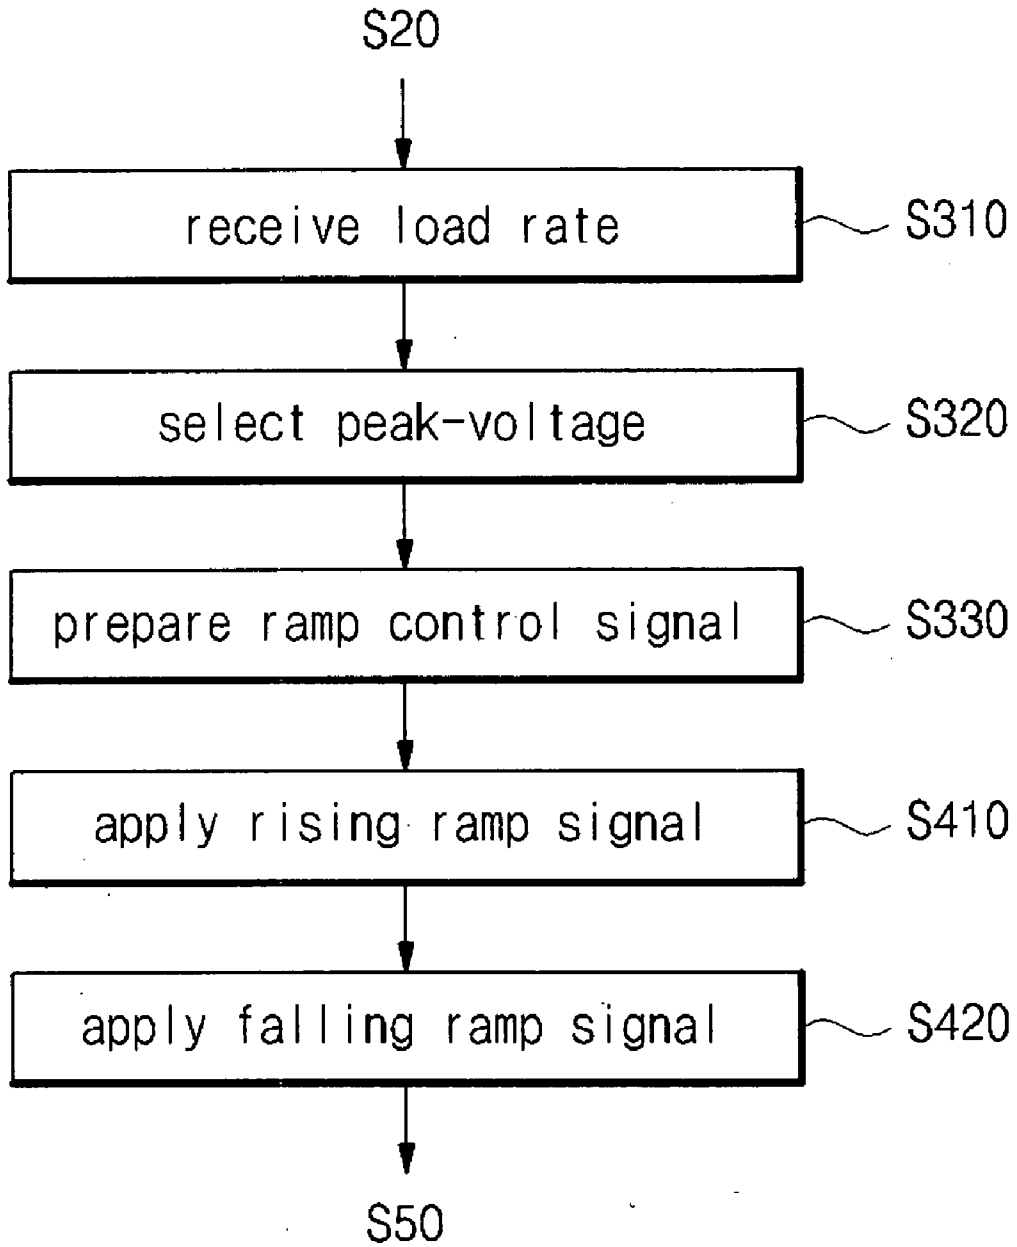 S20
receive load rate S310
select peak-voltage S320
prepare ramp control signal S330
apply rising ramp signal S410
apply falling ramp signal S420
S50